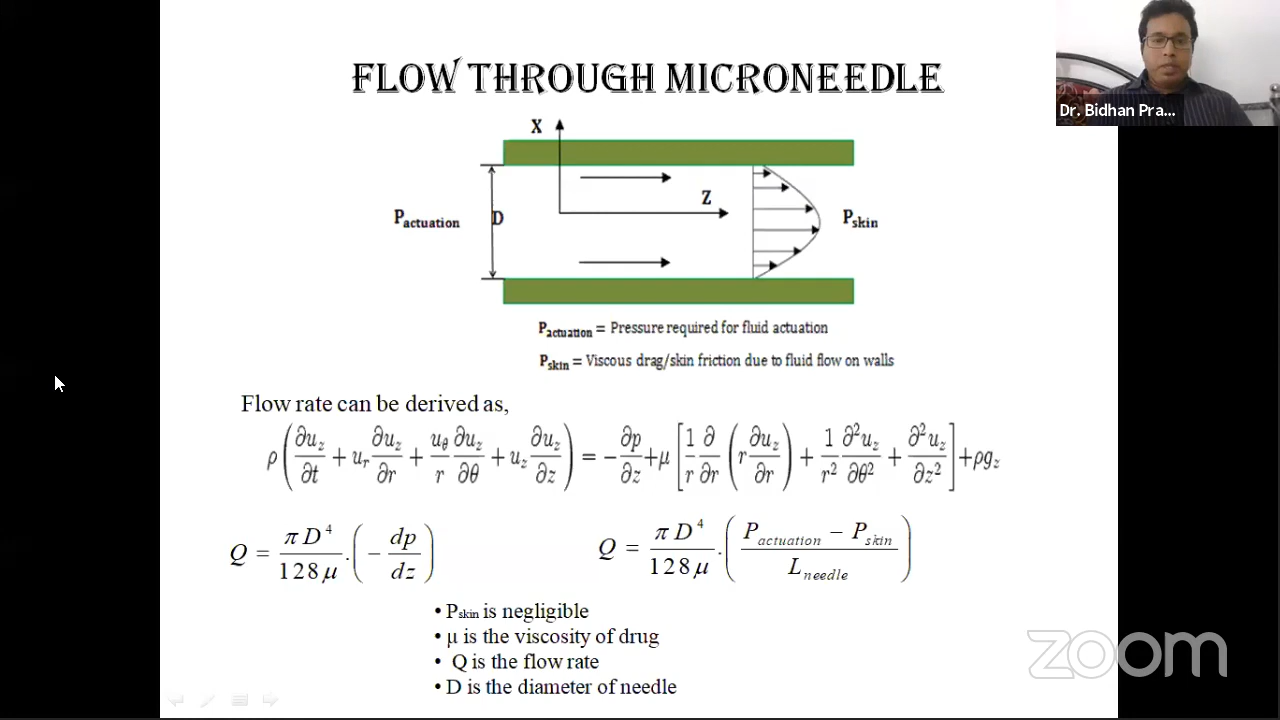 FLOW THROUGH MICRONEEDLE
Dr. Bidhan Pra...
X
Z
P_actuation
D
P_skin
P_actuation = Pressure required for fluid actuation
P_skin = Viscous drag/skin friction due to fluid flow on walls
Flow rate can be derived as,
ρ(∂u_z/∂t + u_r ∂u_z/∂r + u_θ/r ∂u_z/∂θ + u_z ∂u_z/∂z) = −∂p/∂z + μ[1/r ∂/∂r (r ∂u_z/∂r) + 1/r² ∂²u_z/∂θ² + ∂²u_z/∂z²] + ρg_z
Q = πD⁴/128μ . (− dp/dz)
Q = πD⁴/128μ . ((P_actuation − P_skin)/L_needle)
• P_skin is negligible
• μ is the viscosity of drug
• Q is the flow rate
• D is the diameter of needle
zoom